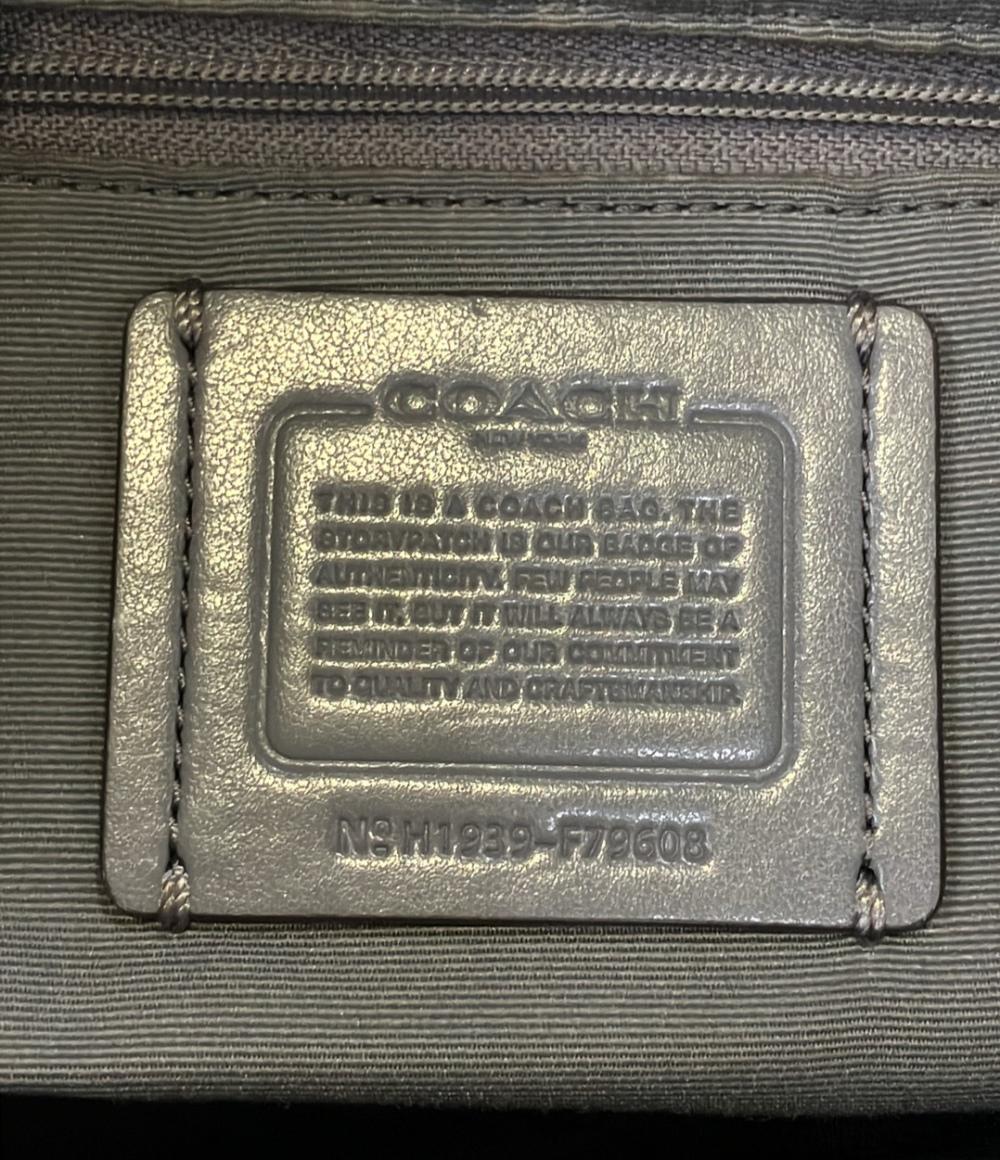 COACH
NEW YORK
THIS IS A COACH BAG. THE
STORYPATCH IS OUR BADGE OF
AUTHENTICITY. FEW PEOPLE MAY
SEE IT, BUT IT WILL ALWAYS BE A
REMINDER OF OUR COMMITMENT
TO QUALITY AND CRAFTSMANSHIP.
Nº H1939-F79608